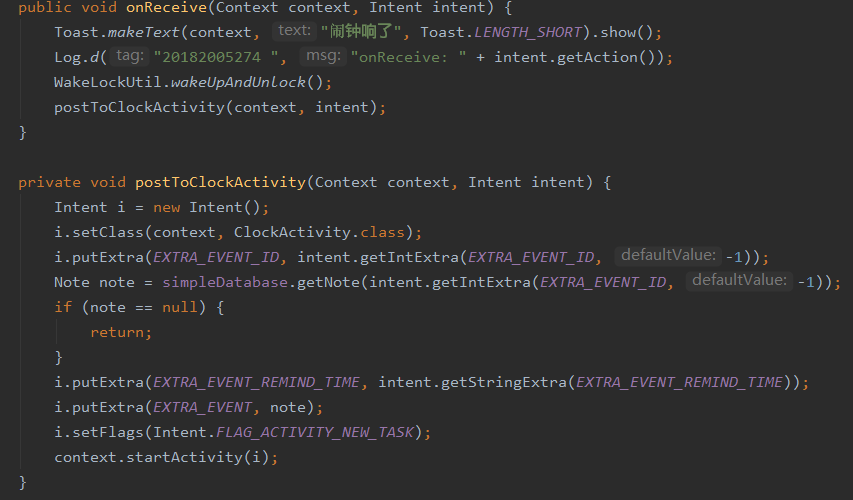 public void onReceive(Context context, Intent intent) {
Toast.makeText(context, text: "闹钟响了", Toast.LENGTH_SHORT).show();
Log.d( tag: "20182005274 ", msg: "onReceive: " + intent.getAction());
WakeLockUtil.wakeUpAndUnlock();
postToClockActivity(context, intent);
}
private void postToClockActivity(Context context, Intent intent) {
Intent i = new Intent();
i.setClass(context, ClockActivity.class);
i.putExtra(EXTRA_EVENT_ID, intent.getIntExtra(EXTRA_EVENT_ID, defaultValue: -1));
Note note = simpleDatabase.getNote(intent.getIntExtra(EXTRA_EVENT_ID, defaultValue: -1));
if (note == null) {
return;
}
i.putExtra(EXTRA_EVENT_REMIND_TIME, intent.getStringExtra(EXTRA_EVENT_REMIND_TIME));
i.putExtra(EXTRA_EVENT, note);
i.setFlags(Intent.FLAG_ACTIVITY_NEW_TASK);
context.startActivity(i);
}